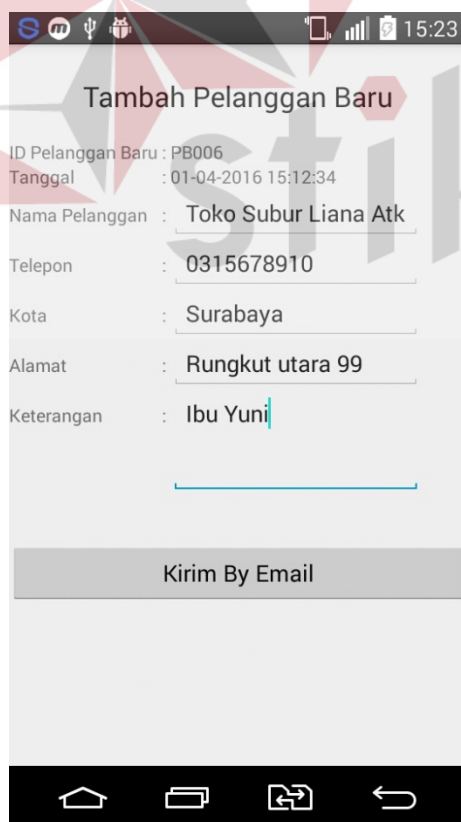 15:23
Tambah Pelanggan Baru
ID Pelanggan Baru : PB006
Tanggal : 01-04-2016 15:12:34
Nama Pelanggan : Toko Subur Liana Atk
Telepon : 0315678910
Kota : Surabaya
Alamat : Rungkut utara 99
Keterangan : Ibu Yuni
Kirim By Email